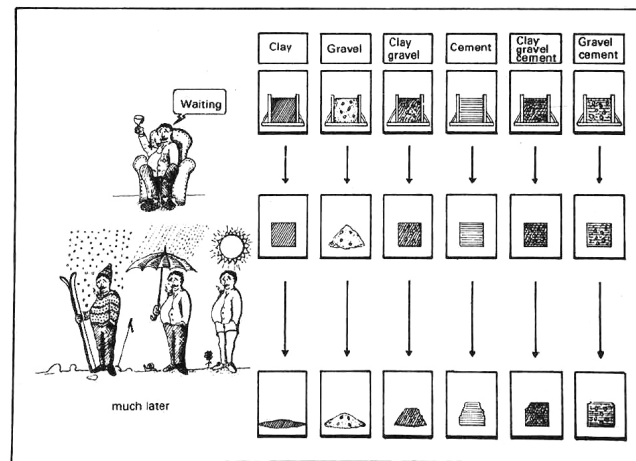 Clay
Gravel
Clay
gravel
Cement
Clay
gravel
cement
Gravel
cement
Waiting
much later